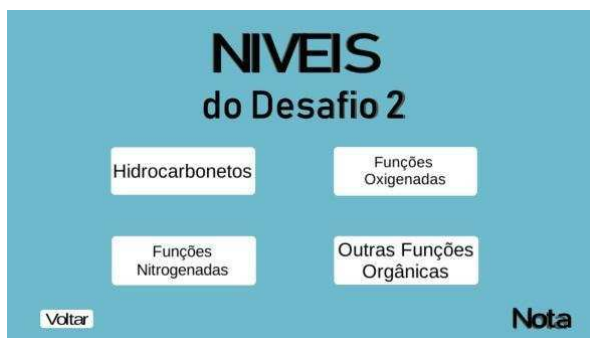 NIVEIS
do Desafio 2
Hidrocarbonetos
Funções
Oxigenadas
Funções
Nitrogenadas
Outras Funções
Orgânicas
Voltar
Nota